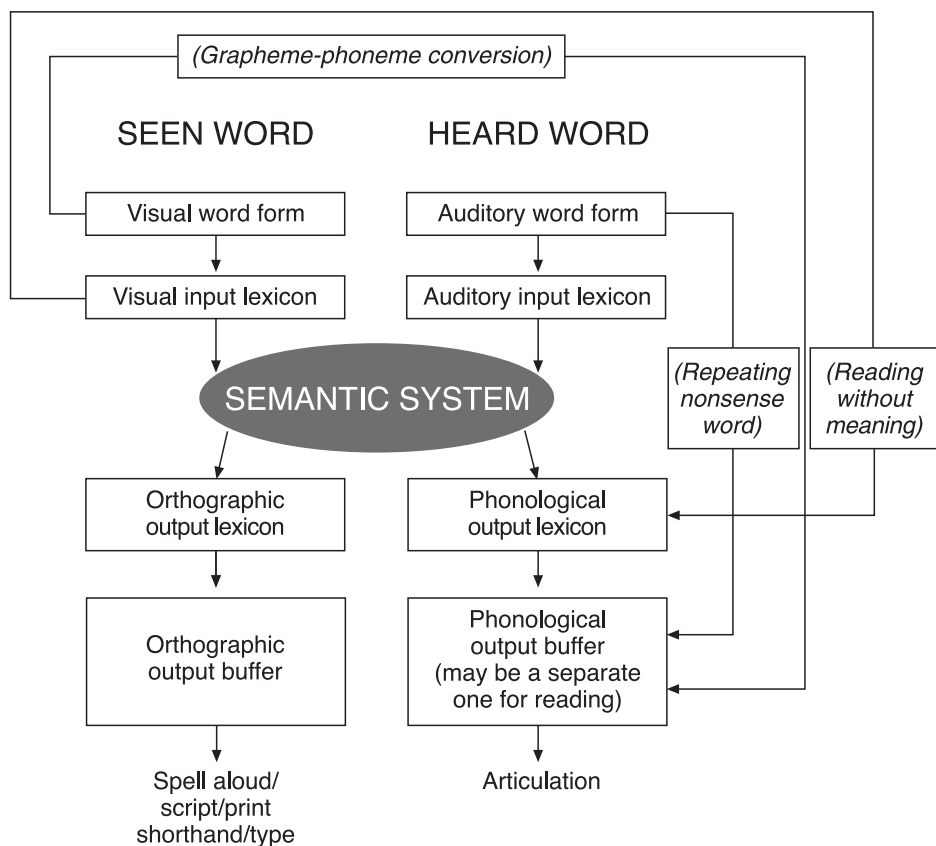 (Grapheme-phoneme conversion)
SEEN WORD
HEARD WORD
Visual word form
Auditory word form
Visual input lexicon
Auditory input lexicon
SEMANTIC SYSTEM
(Repeating
nonsense
word)
(Reading
without
meaning)
Orthographic
output lexicon
Phonological
output lexicon
Orthographic
output buffer
Phonological
output buffer
(may be a separate
one for reading)
Spell aloud/
script/print
shorthand/type
Articulation